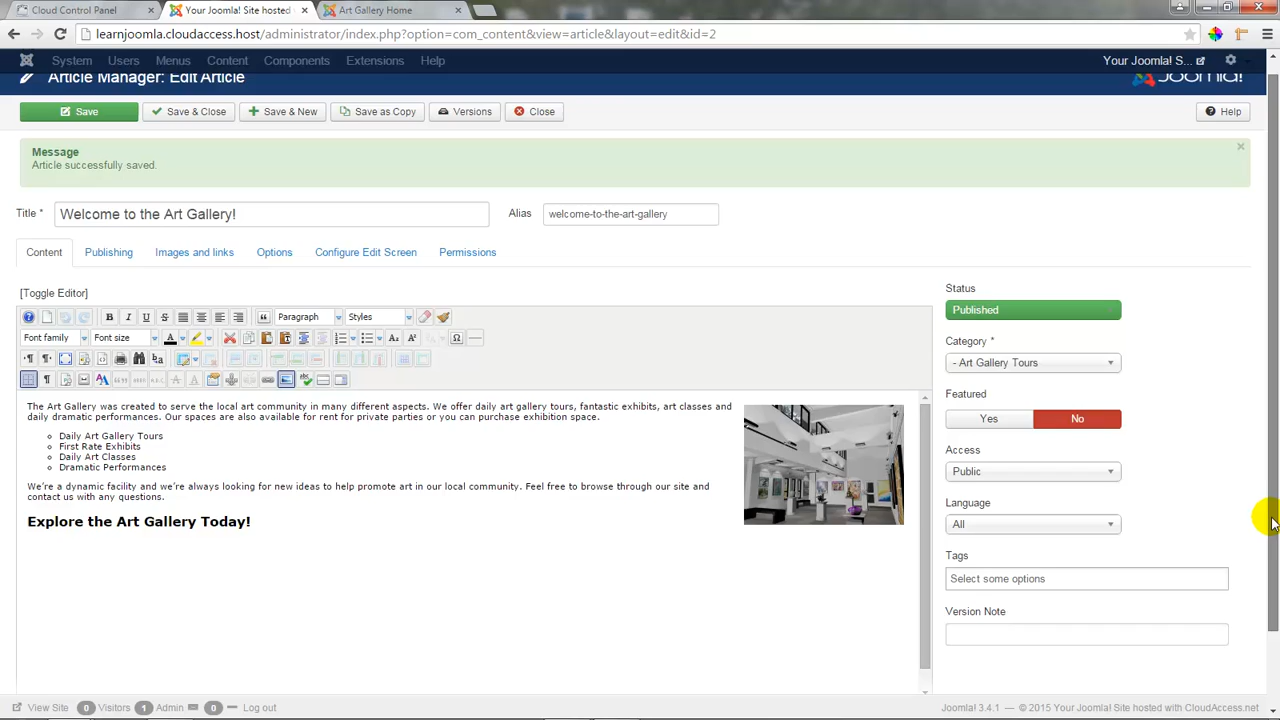 Cloud Control Panel × Your Joomla! Site hosted × Art Gallery Home ×
learnjoomla.cloudaccess.host/administrator/index.php?option=com_content&view=article&layout=edit&id=2
System Users Menus Content Components Extensions Help Your Joomla! S...
Article Manager: Edit Article Joomla!
Save Save & Close Save & New Save as Copy Versions Close Help
Message ×
Article successfully saved.
Title * Welcome to the Art Gallery! Alias welcome-to-the-art-gallery
Content Publishing Images and links Options Configure Edit Screen Permissions
[Toggle Editor]
Status
Published
B I U S Paragraph Styles
Font family Font size A
Category *
- Art Gallery Tours
Featured
Yes No
Access
Public
Language
All
Tags
Select some options
Version Note
The Art Gallery was created to serve the local art community in many different aspects. We offer daily art gallery tours, fantastic exhibits, art classes and
daily dramatic performances. Our spaces are also available for rent for private parties or you can purchase exhibition space.
Daily Art Gallery Tours
First Rate Exhibits
Daily Art Classes
Dramatic Performances
We're a dynamic facility and we're always looking for new ideas to help promote art in our local community. Feel free to browse through our site and
contact us with any questions.
Explore the Art Gallery Today!
View Site 0 Visitors 1 Admin 0 Log out Joomla! 3.4.1 — © 2015 Your Joomla! Site hosted with CloudAccess.net